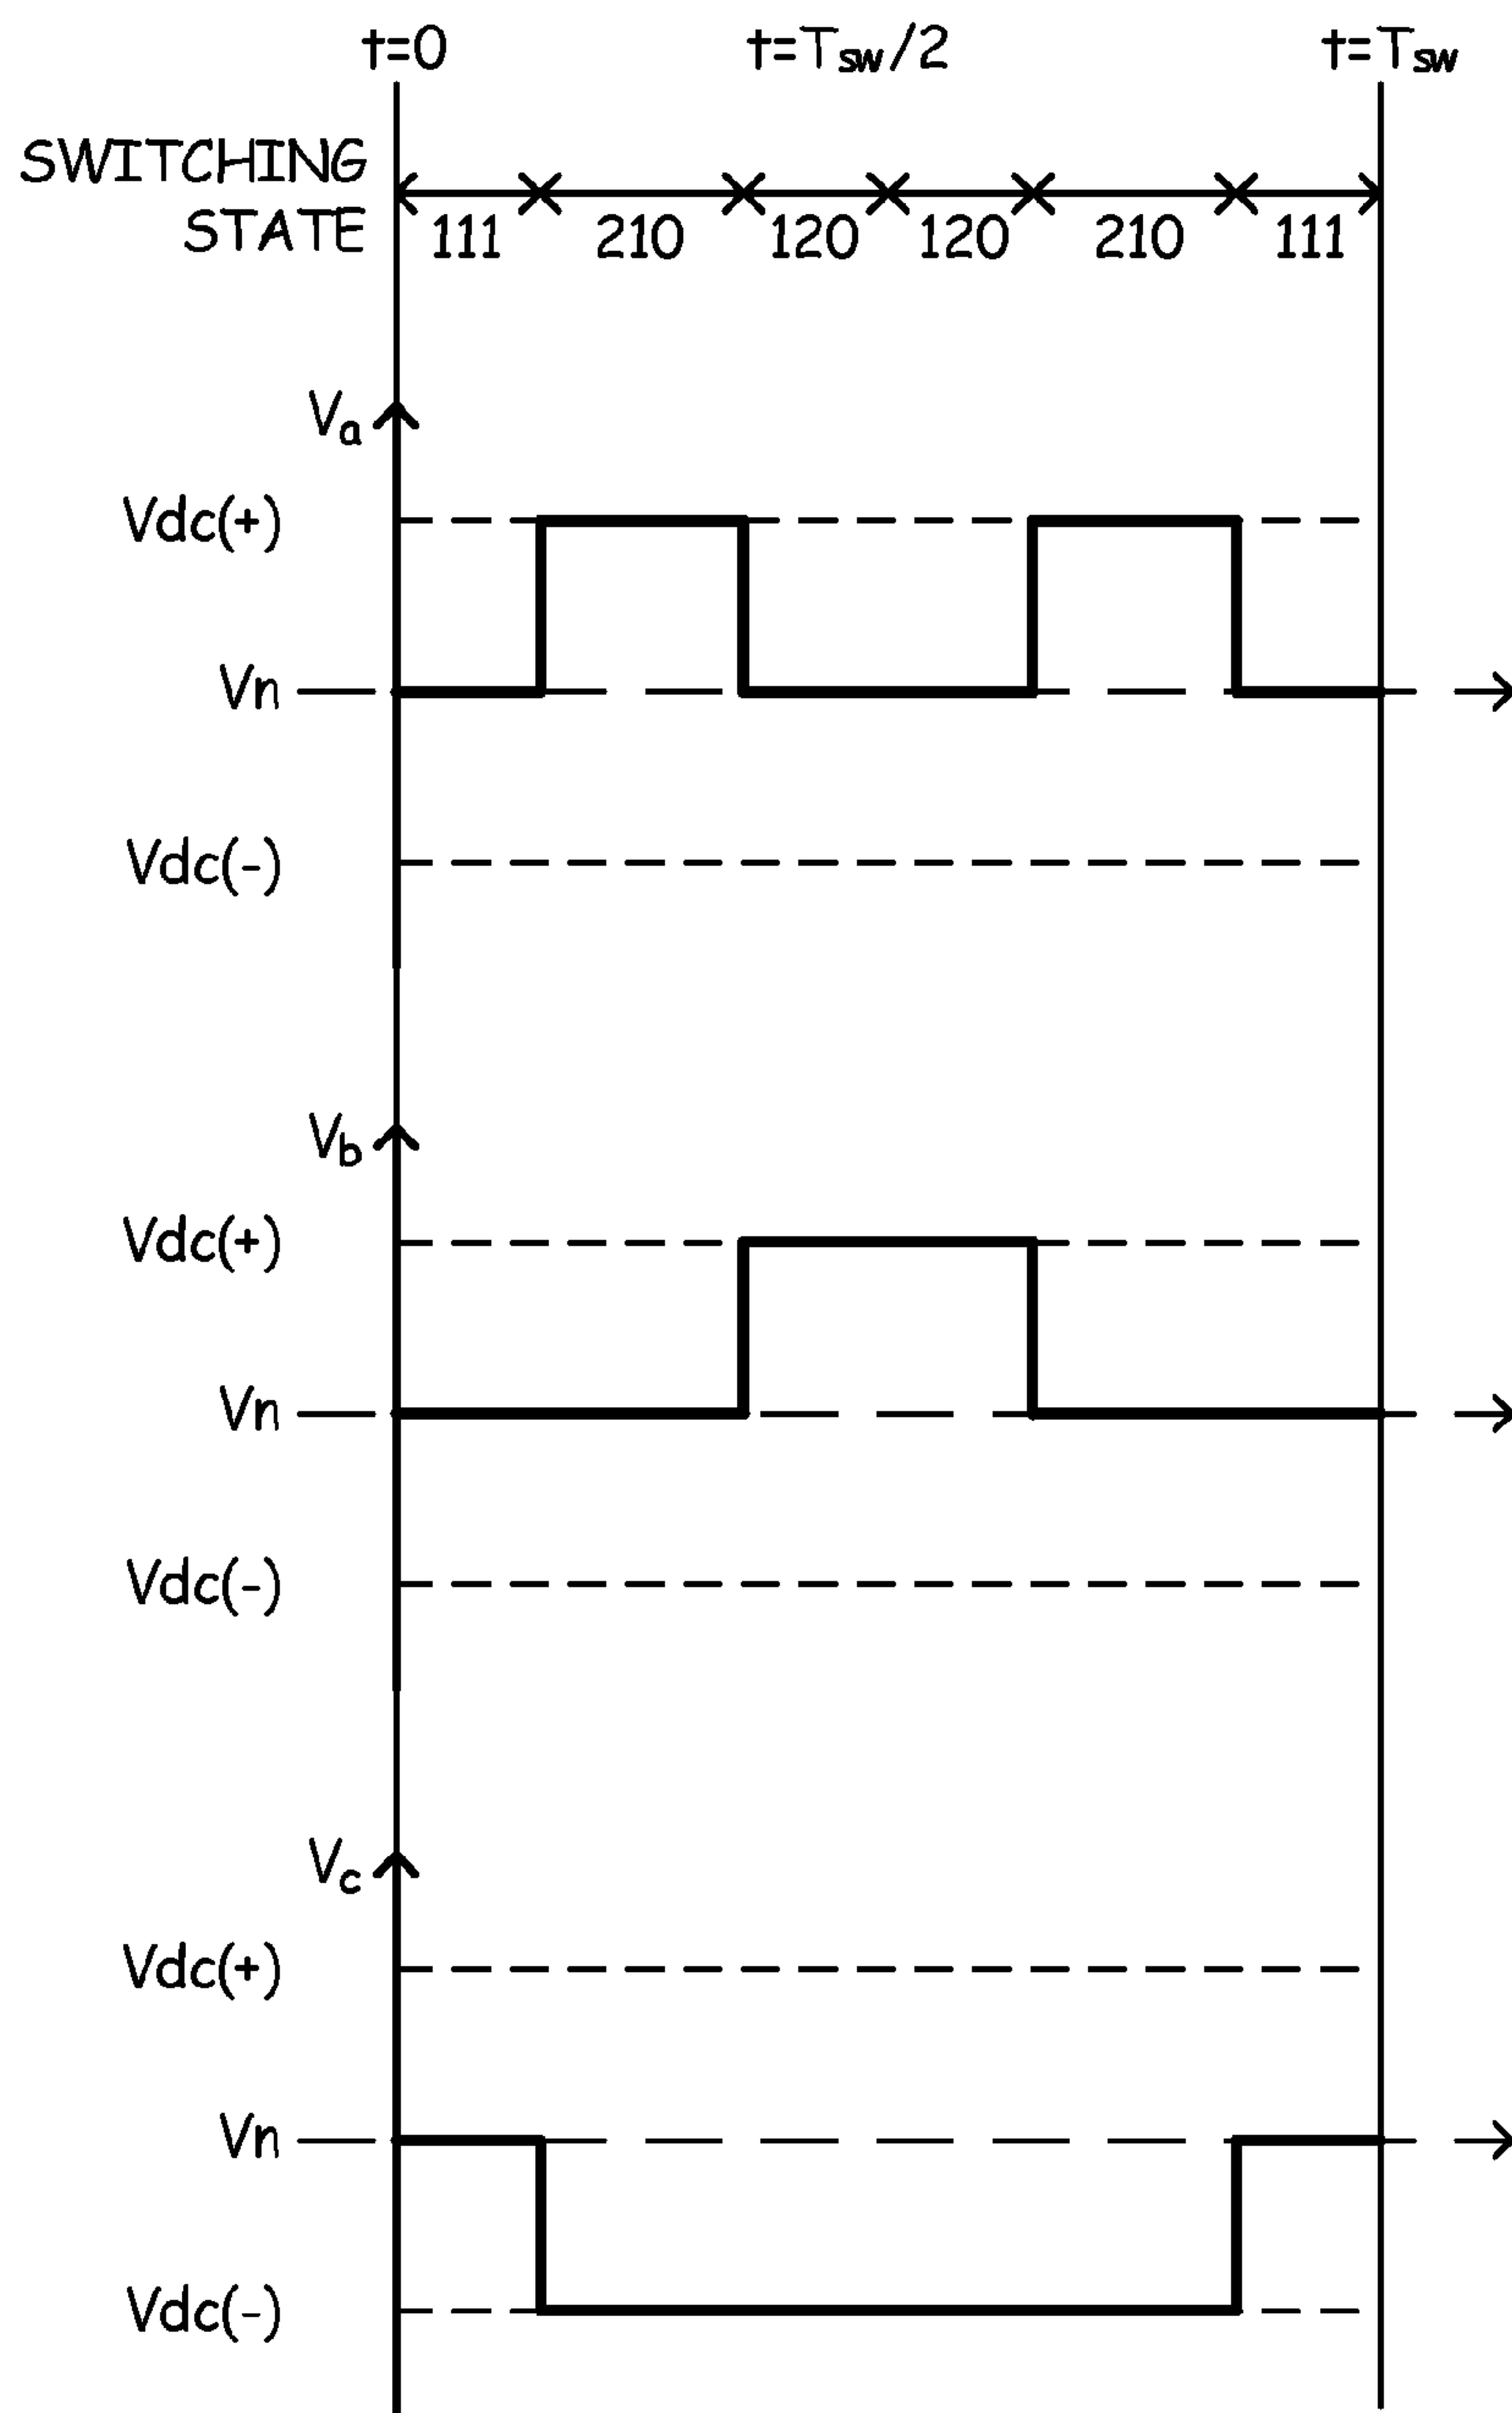 t=0 t=Tsw/2 t=Tsw
SWITCHING
STATE
111 210 120 120 210 111
Va
Vdc(+)
Vn
Vdc(-)
Vb
Vdc(+)
Vn
Vdc(-)
Vc
Vdc(+)
Vn
Vdc(-)